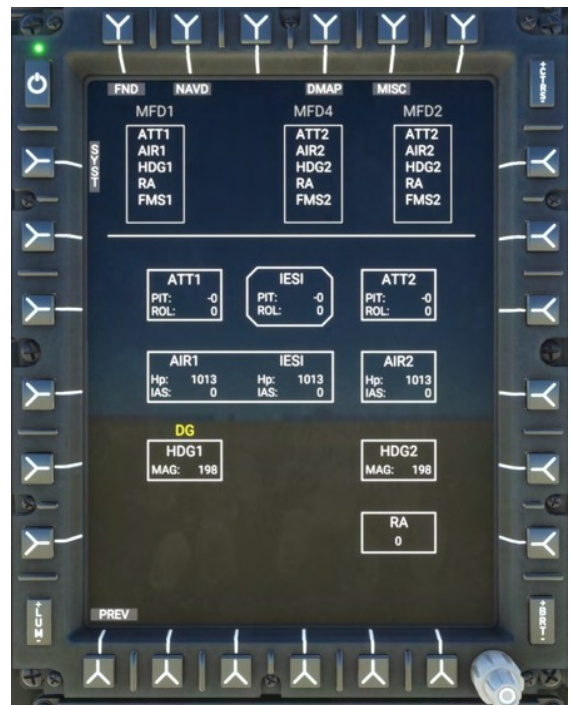 FND NAVD DMAP MISC
+CTRS-
MFD1 MFD4 MFD2
SYST
ATT1 ATT2 ATT2
AIR1 AIR2 AIR2
HDG1 HDG2 HDG2
RA RA RA
FMS1 FMS2 FMS2
ATT1 IESI ATT2
PIT: -0 PIT: -0 PIT: -0
ROL: 0 ROL: 0 ROL: 0
AIR1 IESI AIR2
Hp: 1013 Hp: 1013 Hp: 1013
IAS: 0 IAS: 0 IAS: 0
DG
HDG1 HDG2
MAG: 198 MAG: 198
RA
0
+LUM-
+BRT-
PREV